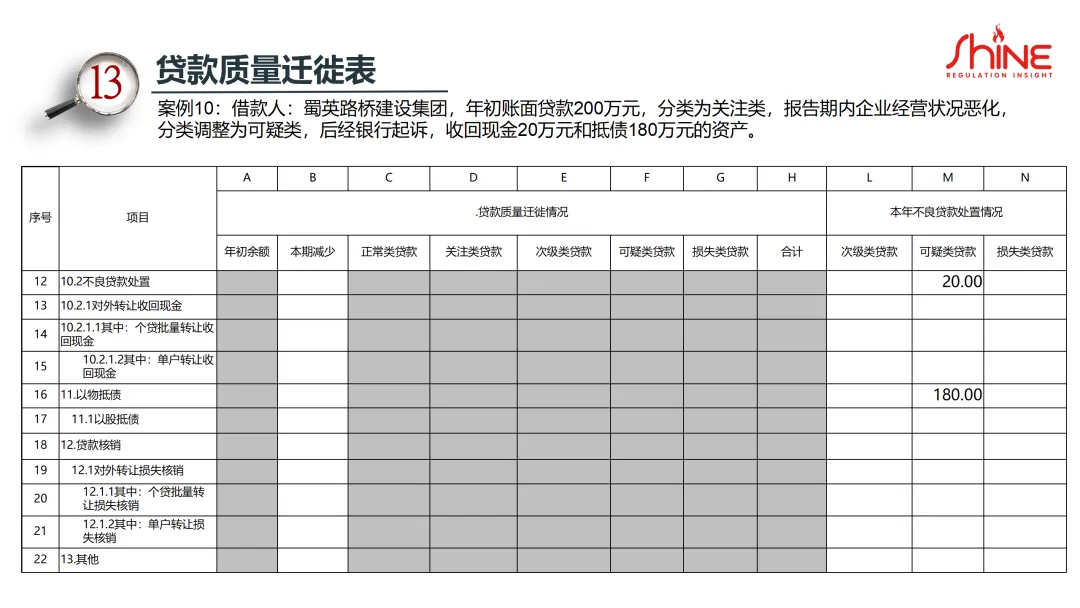 13
贷款质量迁徙表
SHINE
REGULATION INSIGHT
案例10：借款人：蜀英路桥建设集团，年初账面贷款200万元，分类为关注类，报告期内企业经营状况恶化，
分类调整为可疑类，后经银行起诉，收回现金20万元和抵债180万元的资产。
序号 项目 A B C D E F G H L M N
.贷款质量迁徙情况 本年不良贷款处置情况
年初余额 本期减少 正常类贷款 关注类贷款 次级类贷款 可疑类贷款 损失类贷款 合计 次级类贷款 可疑类贷款 损失类贷款
12 10.2不良贷款处置 20.00
13 10.2.1对外转让收回现金
14 10.2.1.1其中：个贷批量转让收
回现金
15 10.2.1.2其中：单户转让收
回现金
16 11.以物抵债 180.00
17 11.1以股抵债
18 12.贷款核销
19 12.1对外转让损失核销
20 12.1.1其中：个贷批量转
让损失核销
21 12.1.2其中：单户转让损
失核销
22 13.其他